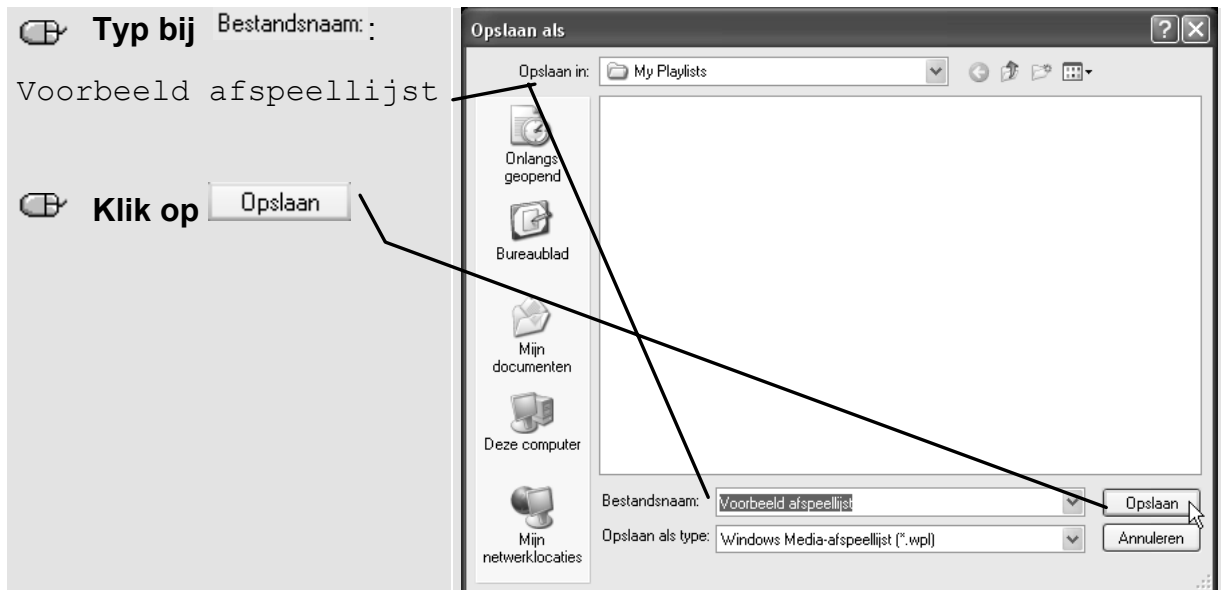 Typ bij Bestandsnaam: :
Voorbeeld afspeellijst
Klik op Opslaan
Opslaan als
Opslaan in: My Playlists
Onlangs
geopend
Bureaublad
Mijn
documenten
Deze computer
Mijn
netwerklocaties
Bestandsnaam: Voorbeeld afspeellijst Opslaan
Opslaan als type: Windows Media-afspeellijst (*.wpl) Annuleren